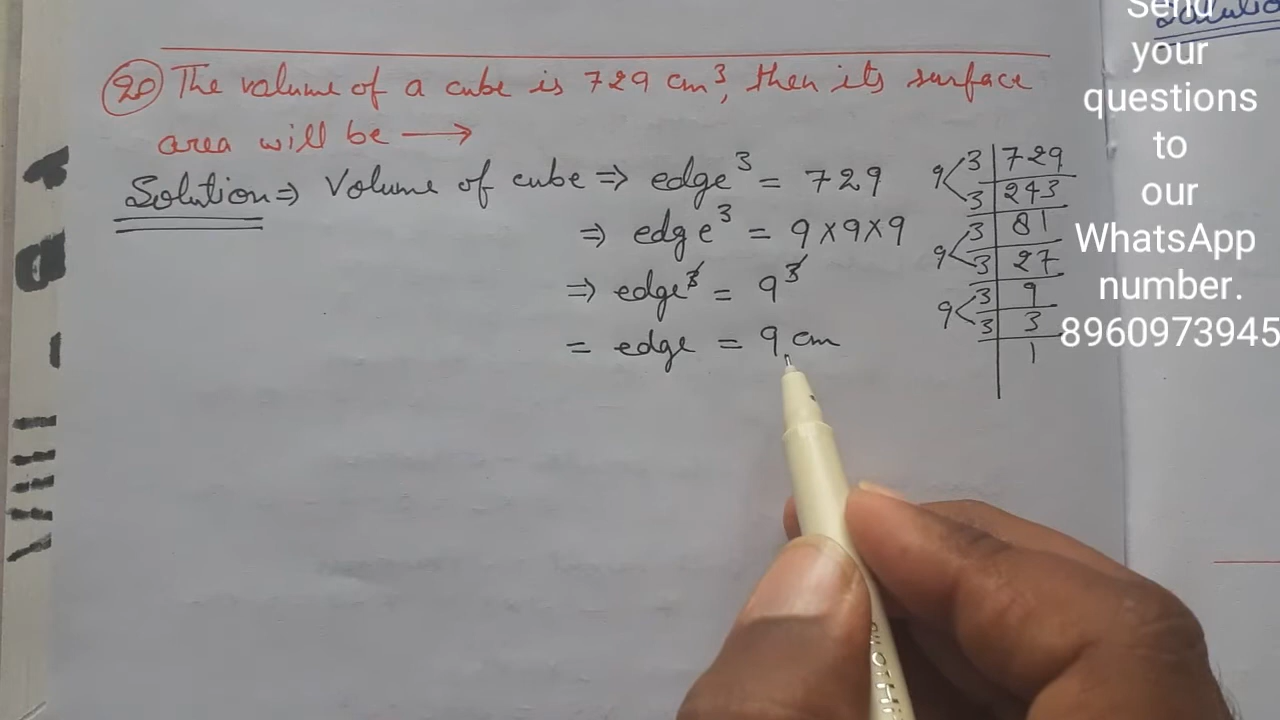 20 The volume of a cube is 729 cm³, then its surface
area will be →
Solution ⇒ Volume of cube ⇒ edge³ = 729
⇒ edge³ = 9×9×9
⇒ edge³ = 9³
= edge = 9 cm
9 < 3 | 729
3 | 243
9 < 3 | 81
3 | 27
9 < 3 | 9
3 | 3
1
Send
your
questions
to
our
WhatsApp
number.
8960973945